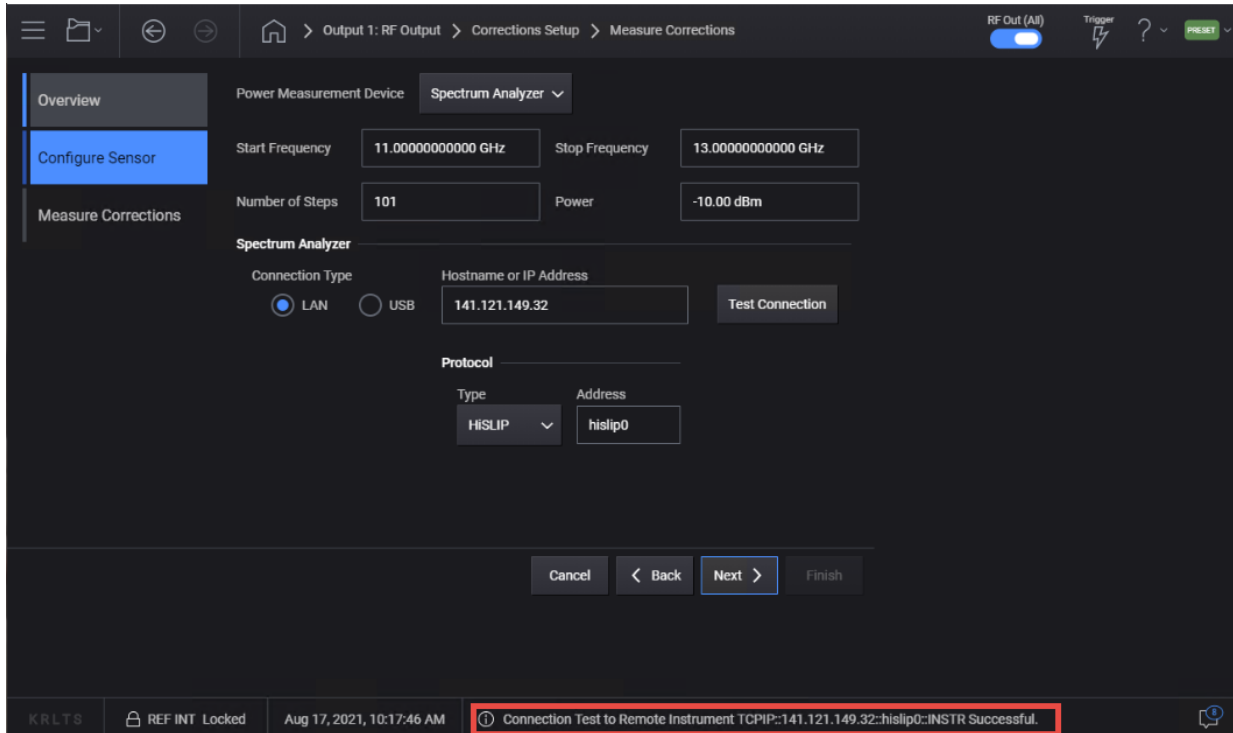 Output 1: RF Output > Corrections Setup > Measure Corrections
RF Out (All)
Trigger
?
PRESET
Overview
Configure Sensor
Measure Corrections
Power Measurement Device Spectrum Analyzer
Start Frequency 11.00000000000 GHz Stop Frequency 13.00000000000 GHz
Number of Steps 101 Power -10.00 dBm
Spectrum Analyzer
Connection Type Hostname or IP Address
LAN USB 141.121.149.32 Test Connection
Protocol
Type Address
HiSLIP hislip0
Cancel < Back Next > Finish
KRLTS REF INT Locked Aug 17, 2021, 10:17:46 AM Connection Test to Remote Instrument TCPIP::141.121.149.32::hislip0::INSTR Successful.